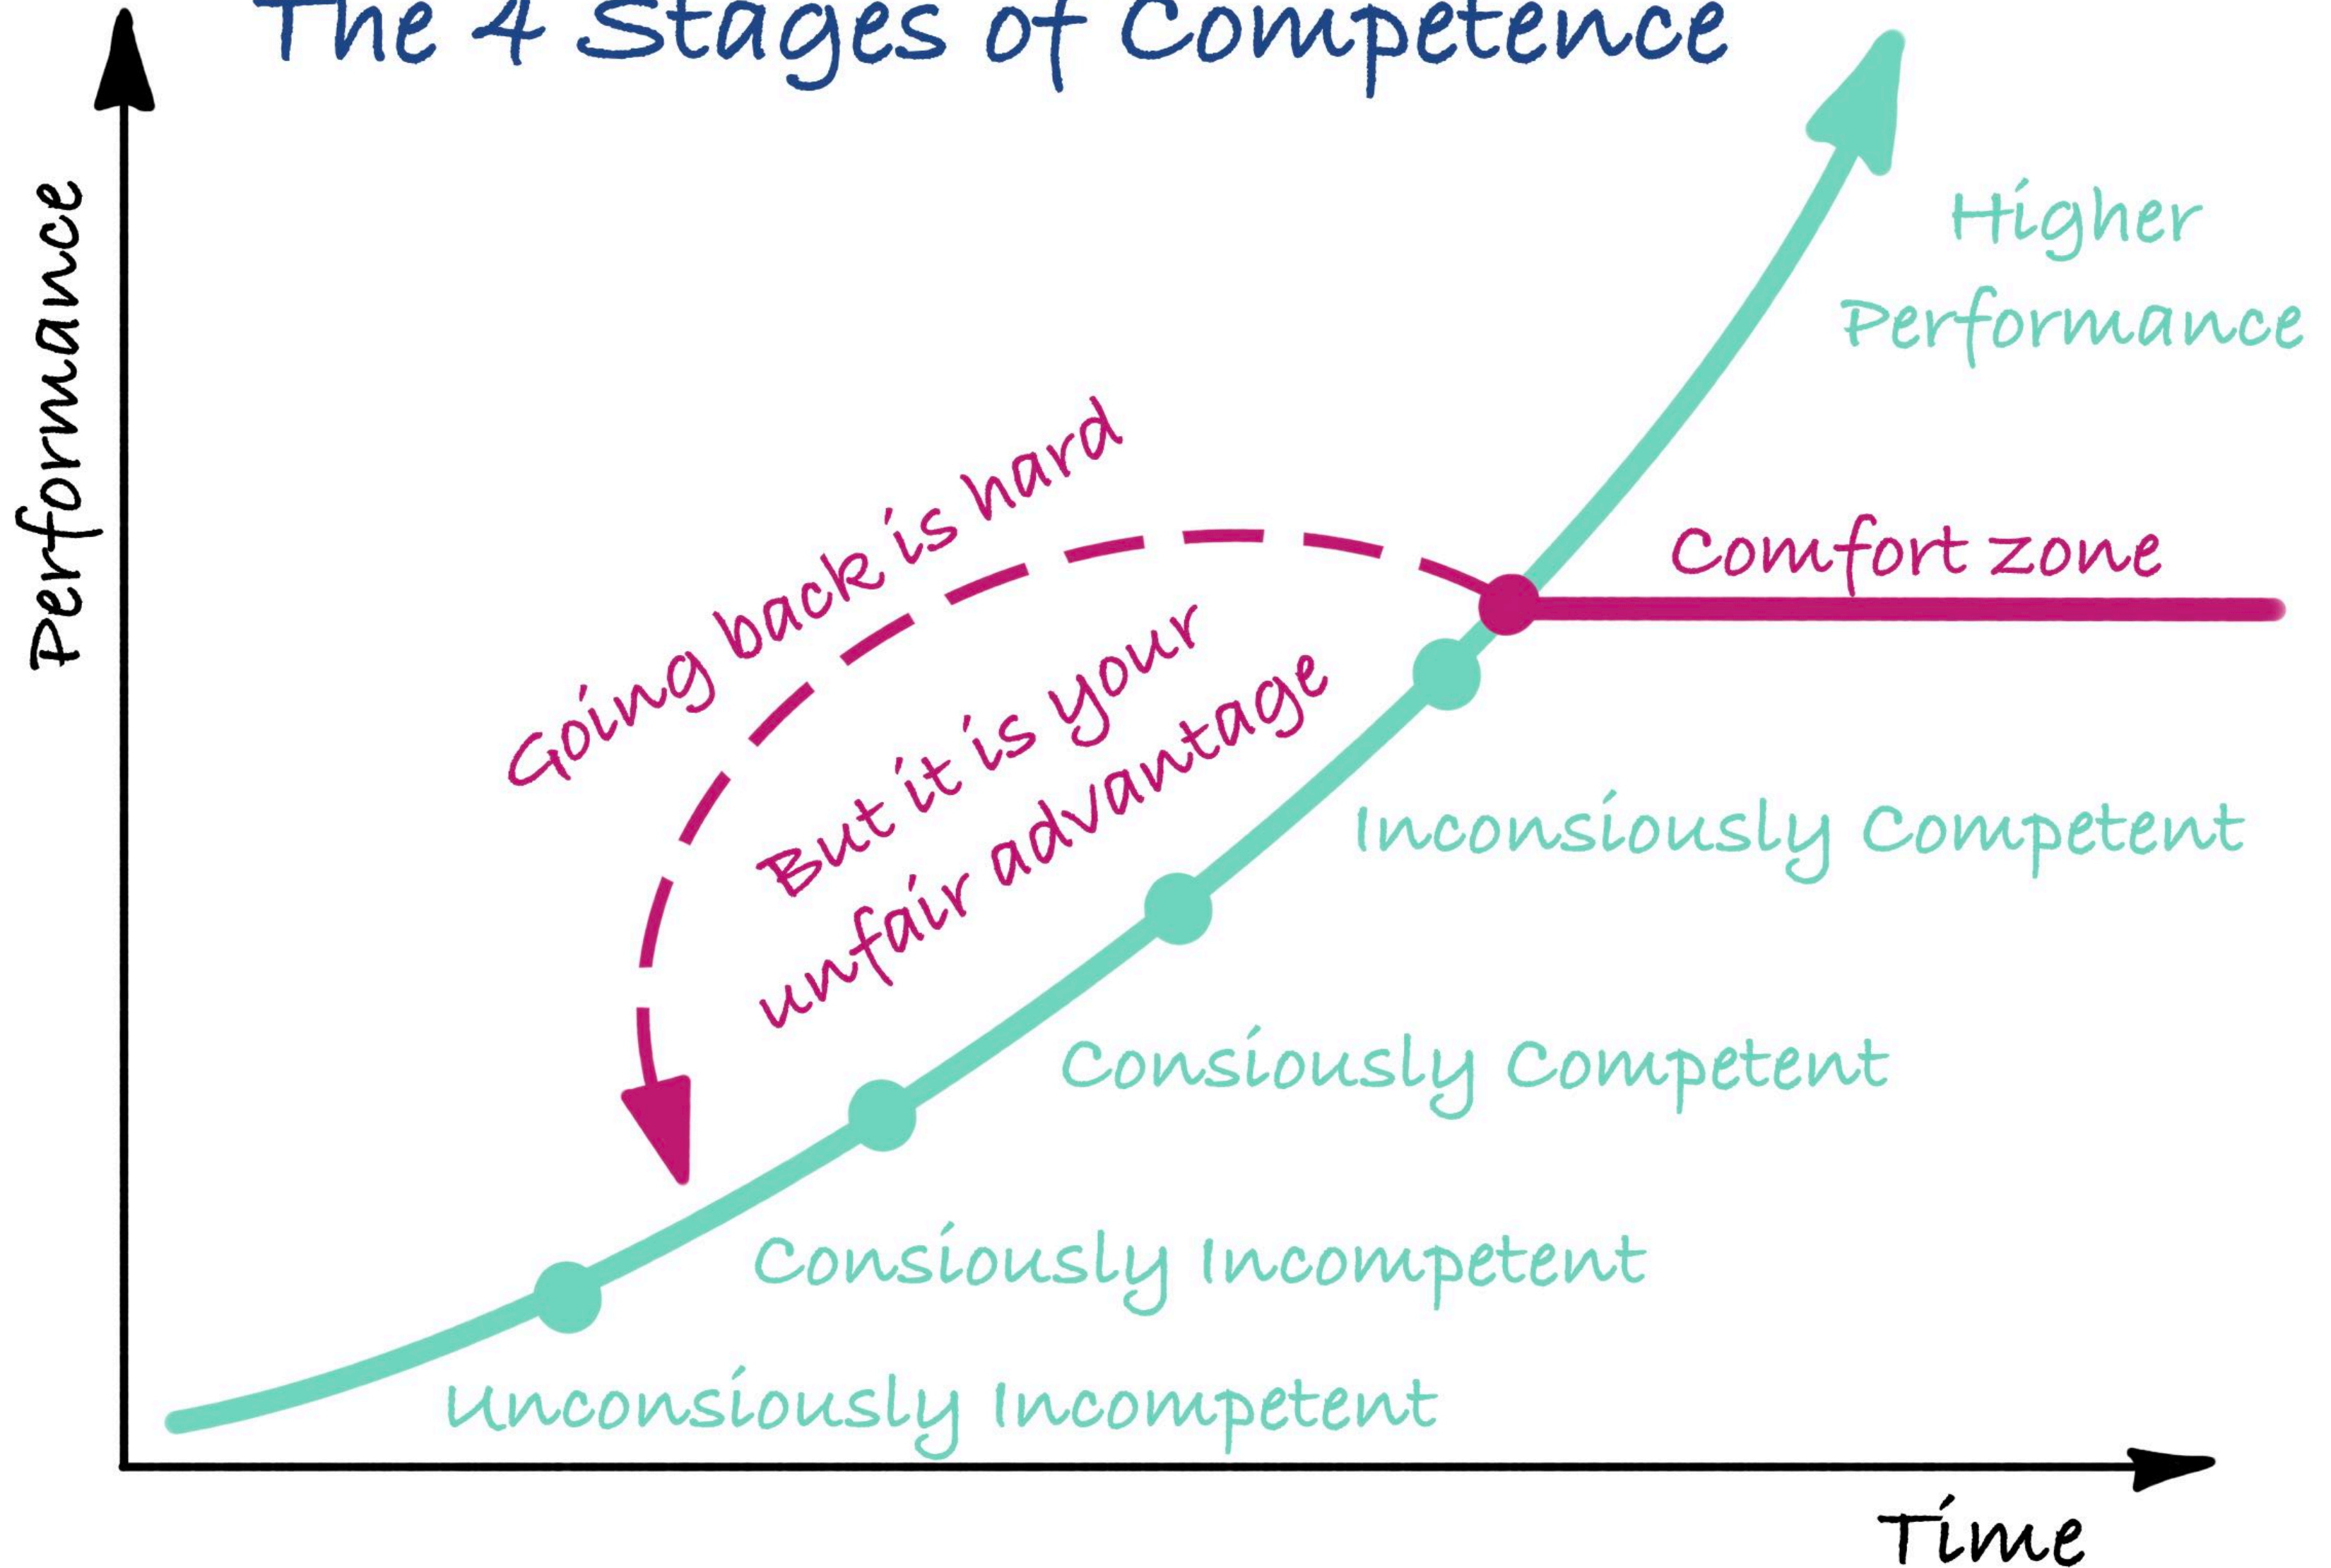 The 4 Stages of Competence
Performance
Higher
Performance
Going back is hard
But it is your
unfair advantage
Comfort zone
Inconsiously Competent
Consiously Competent
Consiously Incompetent
Unconsiously Incompetent
Time